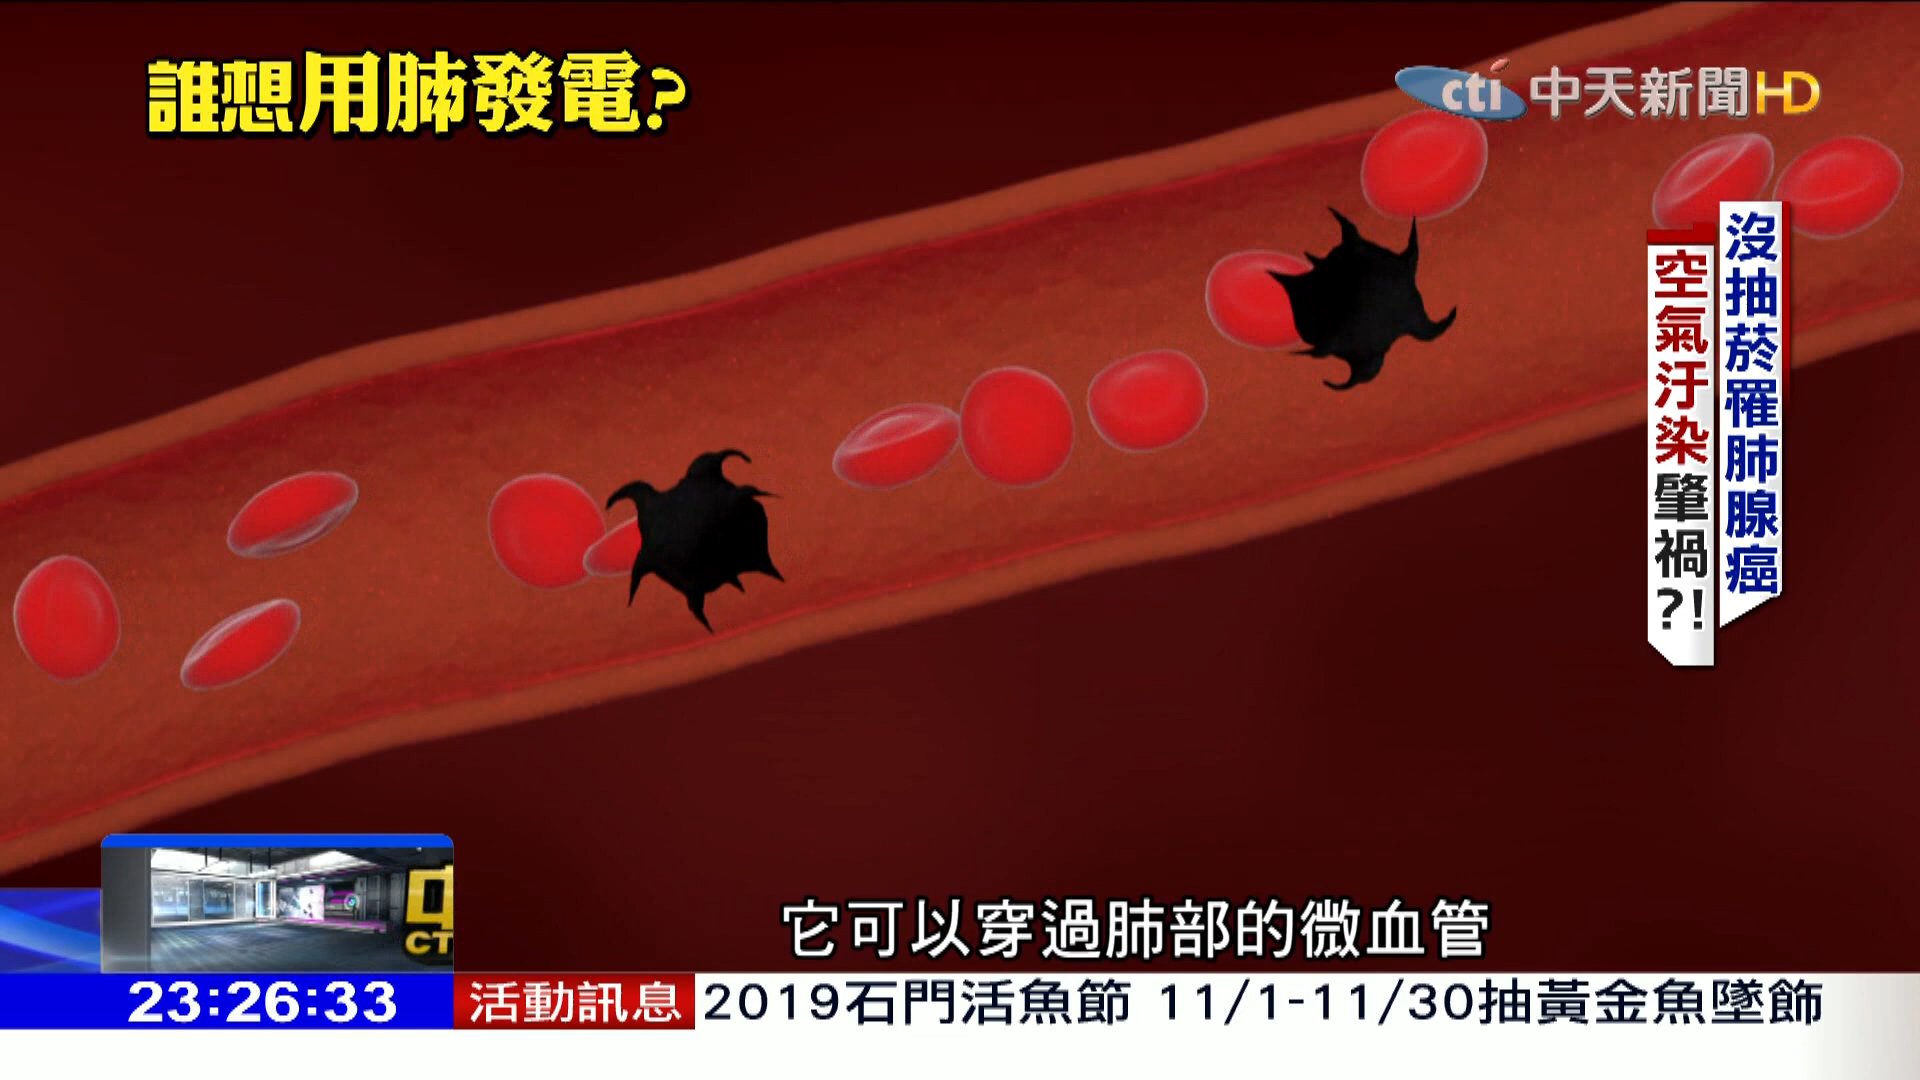 誰想用肺發電?
cti 中天新聞HD
沒抽菸罹肺腺癌
空氣汙染肇禍?!
它可以穿過肺部的微血管
23:26:33
活動訊息
2019石門活魚節 11/1-11/30抽黃金魚墜飾